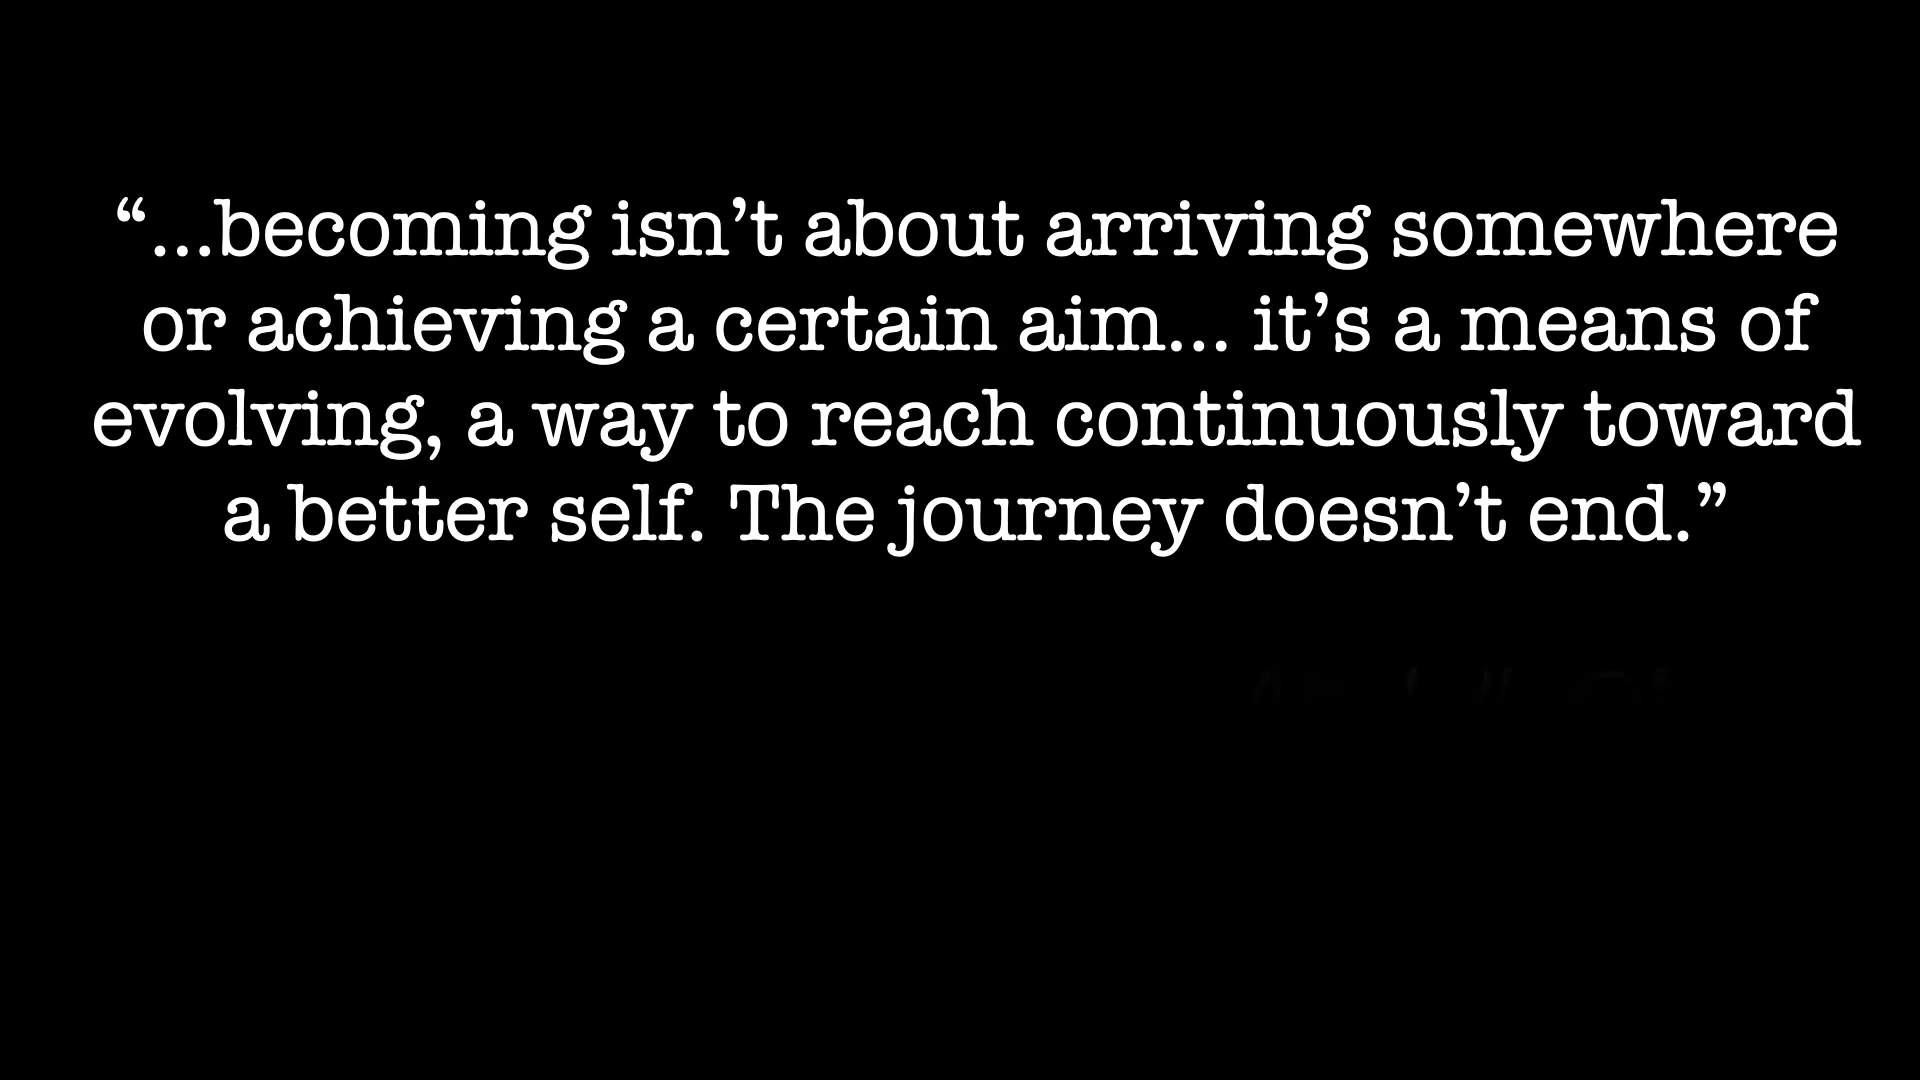 “...becoming isn’t about arriving somewhere
or achieving a certain aim... it’s a means of
evolving, a way to reach continuously toward
a better self. The journey doesn’t end.”